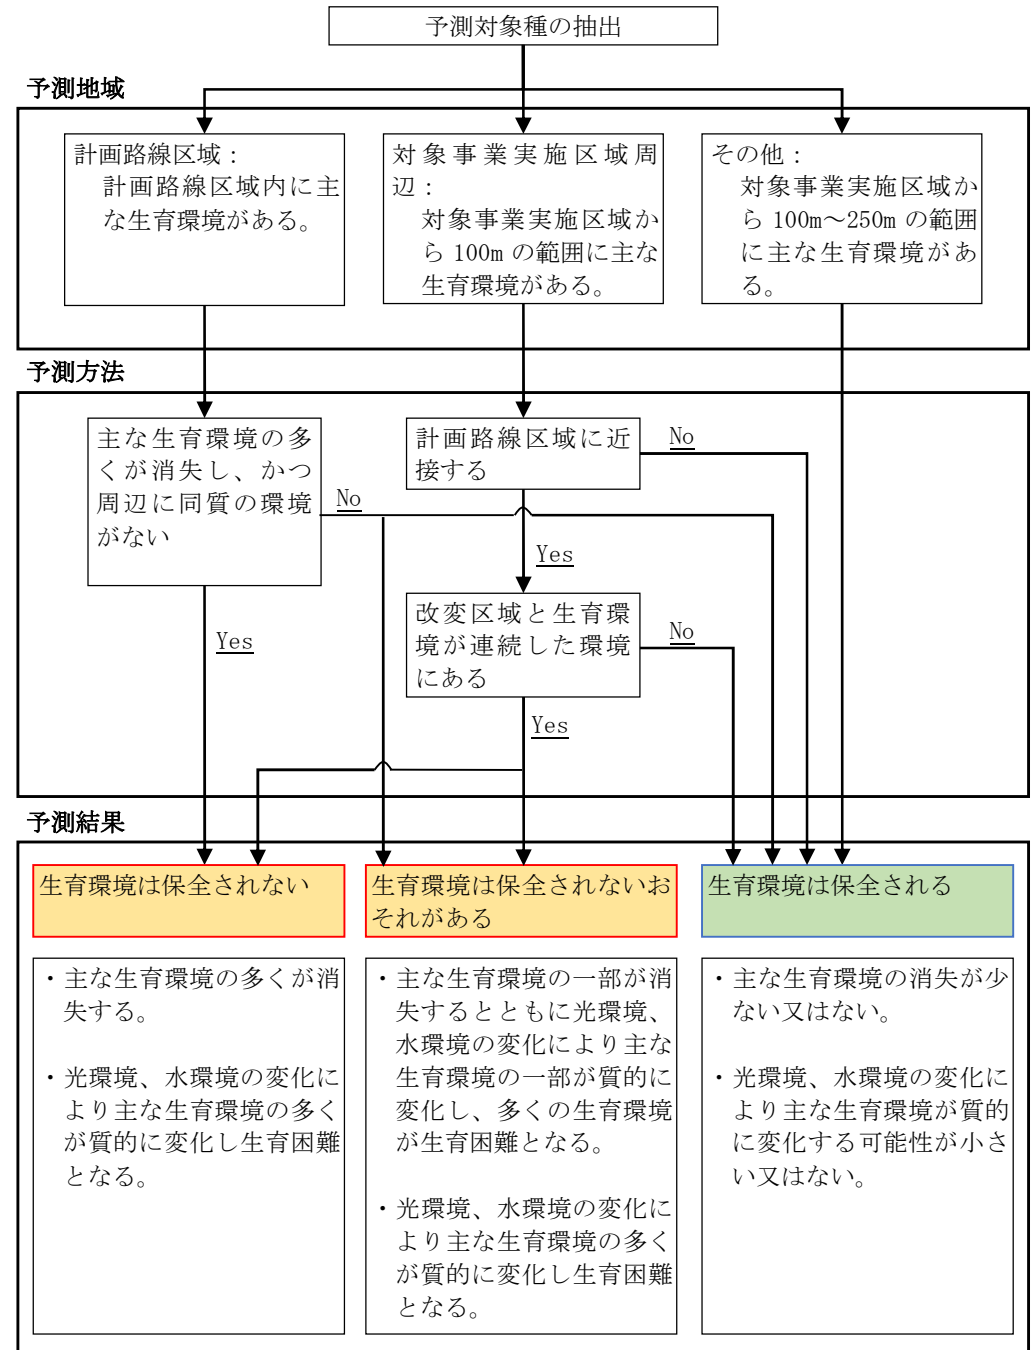 予測対象種の抽出
予測地域
計画路線区域：
計画路線区域内に主
な生育環境がある。
対象事業実施区域周
辺：
対象事業実施区域か
ら 100m の範囲に主な
生育環境がある。
その他：
対象事業実施区域か
ら 100m～250m の範囲
に主な生育環境があ
る。
予測方法
主な生育環境の多
くが消失し、かつ
周辺に同質の環境
がない
No
Yes
計画路線区域に近
接する
No
Yes
改変区域と生育環
境が連続した環境
にある
No
Yes
予測結果
生育環境は保全されない
・主な生育環境の多くが消
失する。
・光環境、水環境の変化に
より主な生育環境の多く
が質的に変化し生育困難
となる。
生育環境は保全されないお
それがある
・主な生育環境の一部が消
失するとともに光環境、
水環境の変化により主な
生育環境の一部が質的に
変化し、多くの生育環境
が生育困難となる。
・光環境、水環境の変化に
より主な生育環境の多く
が質的に変化し生育困難
となる。
生育環境は保全される
・主な生育環境の消失が少
ない又はない。
・光環境、水環境の変化に
より主な生育環境が質的
に変化する可能性が小さ
い又はない。